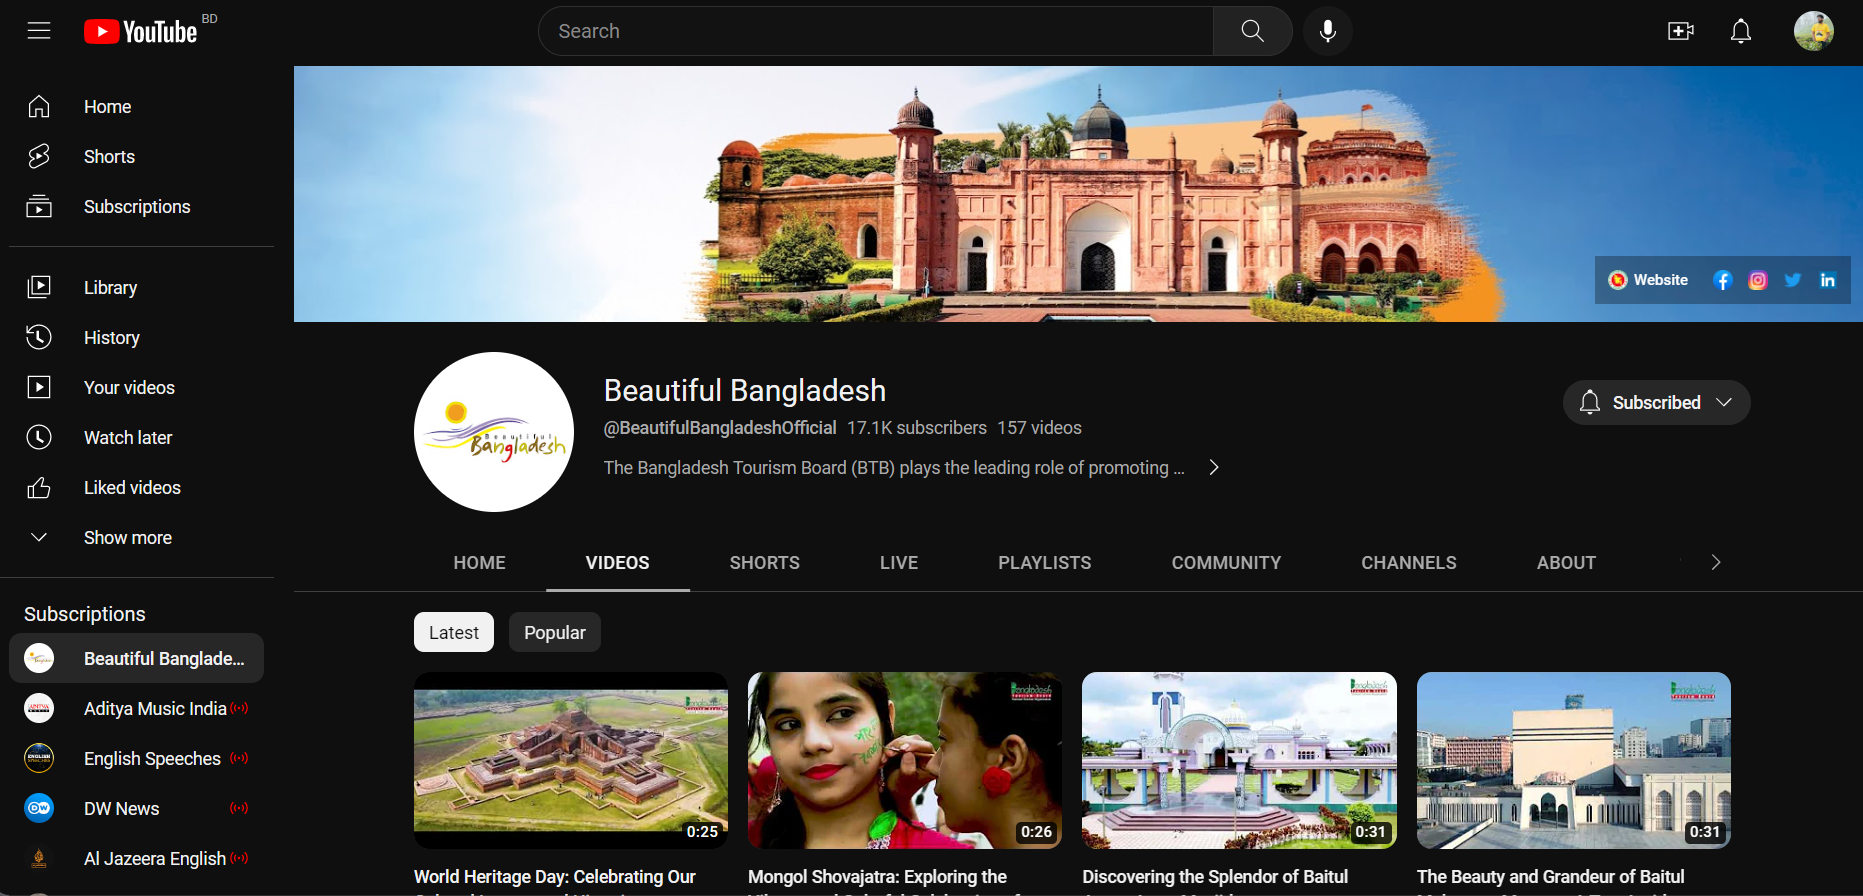 YouTube
BD
Search
Home
Shorts
Subscriptions
Library
History
Your videos
Watch later
Liked videos
Show more
Subscriptions
Beautiful Banglade...
Aditya Music India
English Speeches
DW News
Al Jazeera English
Website
Beautiful
Bangladesh
Beautiful Bangladesh
@BeautifulBangladeshOfficial 17.1K subscribers 157 videos
The Bangladesh Tourism Board (BTB) plays the leading role of promoting ...
Subscribed
HOME
VIDEOS
SHORTS
LIVE
PLAYLISTS
COMMUNITY
CHANNELS
ABOUT
Latest
Popular
0:25
0:26
0:31
0:31
World Heritage Day: Celebrating Our
Mongol Shovajatra: Exploring the
Discovering the Splendor of Baitul
The Beauty and Grandeur of Baitul